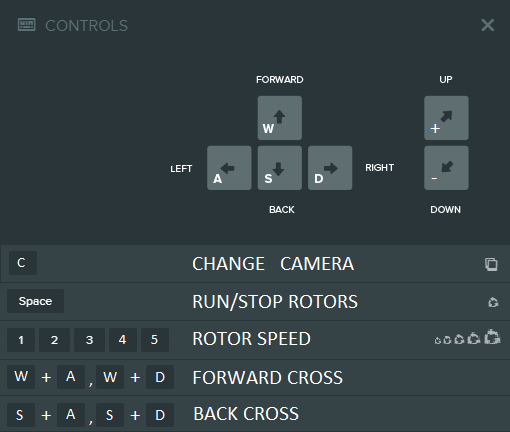 CONTROLS
FORWARD UP
W +
LEFT A S D RIGHT -
BACK DOWN
C CHANGE CAMERA
Space RUN/STOP ROTORS
1 2 3 4 5 ROTOR SPEED
W + A , W + D FORWARD CROSS
S + A , S + D BACK CROSS